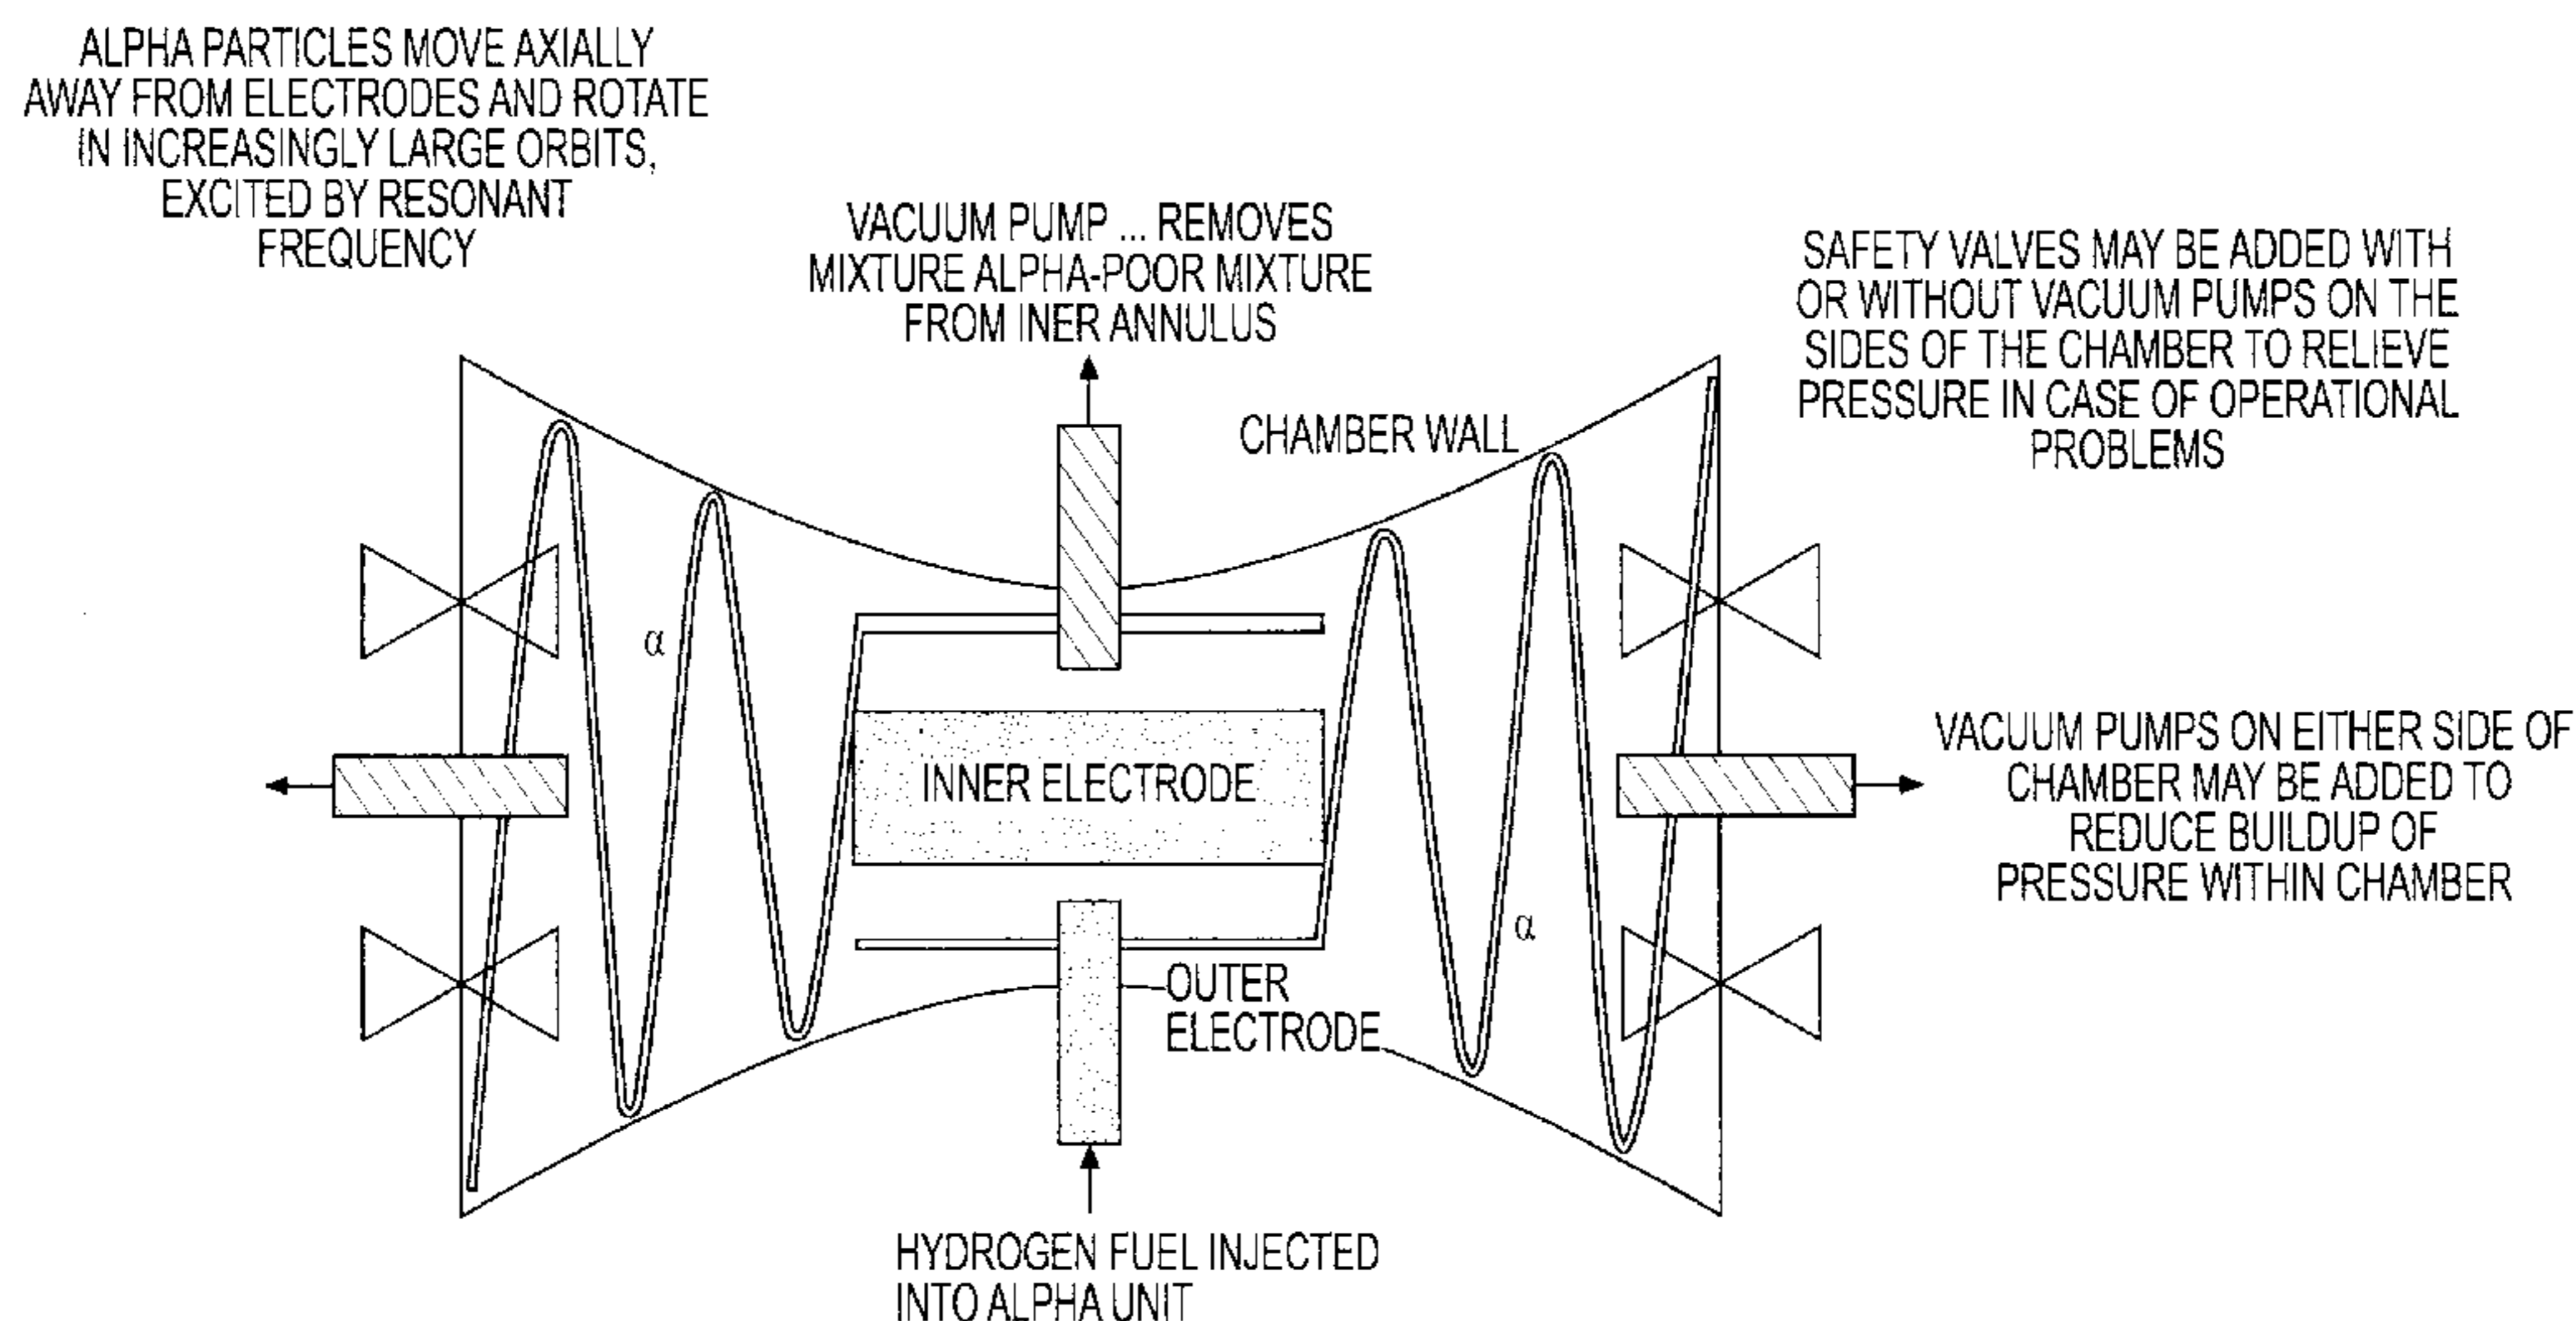 ALPHA PARTICLES MOVE AXIALLY
AWAY FROM ELECTRODES AND ROTATE
IN INCREASINGLY LARGE ORBITS,
EXCITED BY RESONANT
FREQUENCY
VACUUM PUMP ... REMOVES
MIXTURE ALPHA-POOR MIXTURE
FROM INER ANNULUS
SAFETY VALVES MAY BE ADDED WITH
OR WITHOUT VACUUM PUMPS ON THE
SIDES OF THE CHAMBER TO RELIEVE
PRESSURE IN CASE OF OPERATIONAL
PROBLEMS
CHAMBER WALL
α
INNER ELECTRODE
VACUUM PUMPS ON EITHER SIDE OF
CHAMBER MAY BE ADDED TO
REDUCE BUILDUP OF
PRESSURE WITHIN CHAMBER
α
OUTER
ELECTRODE
HYDROGEN FUEL INJECTED
INTO ALPHA UNIT